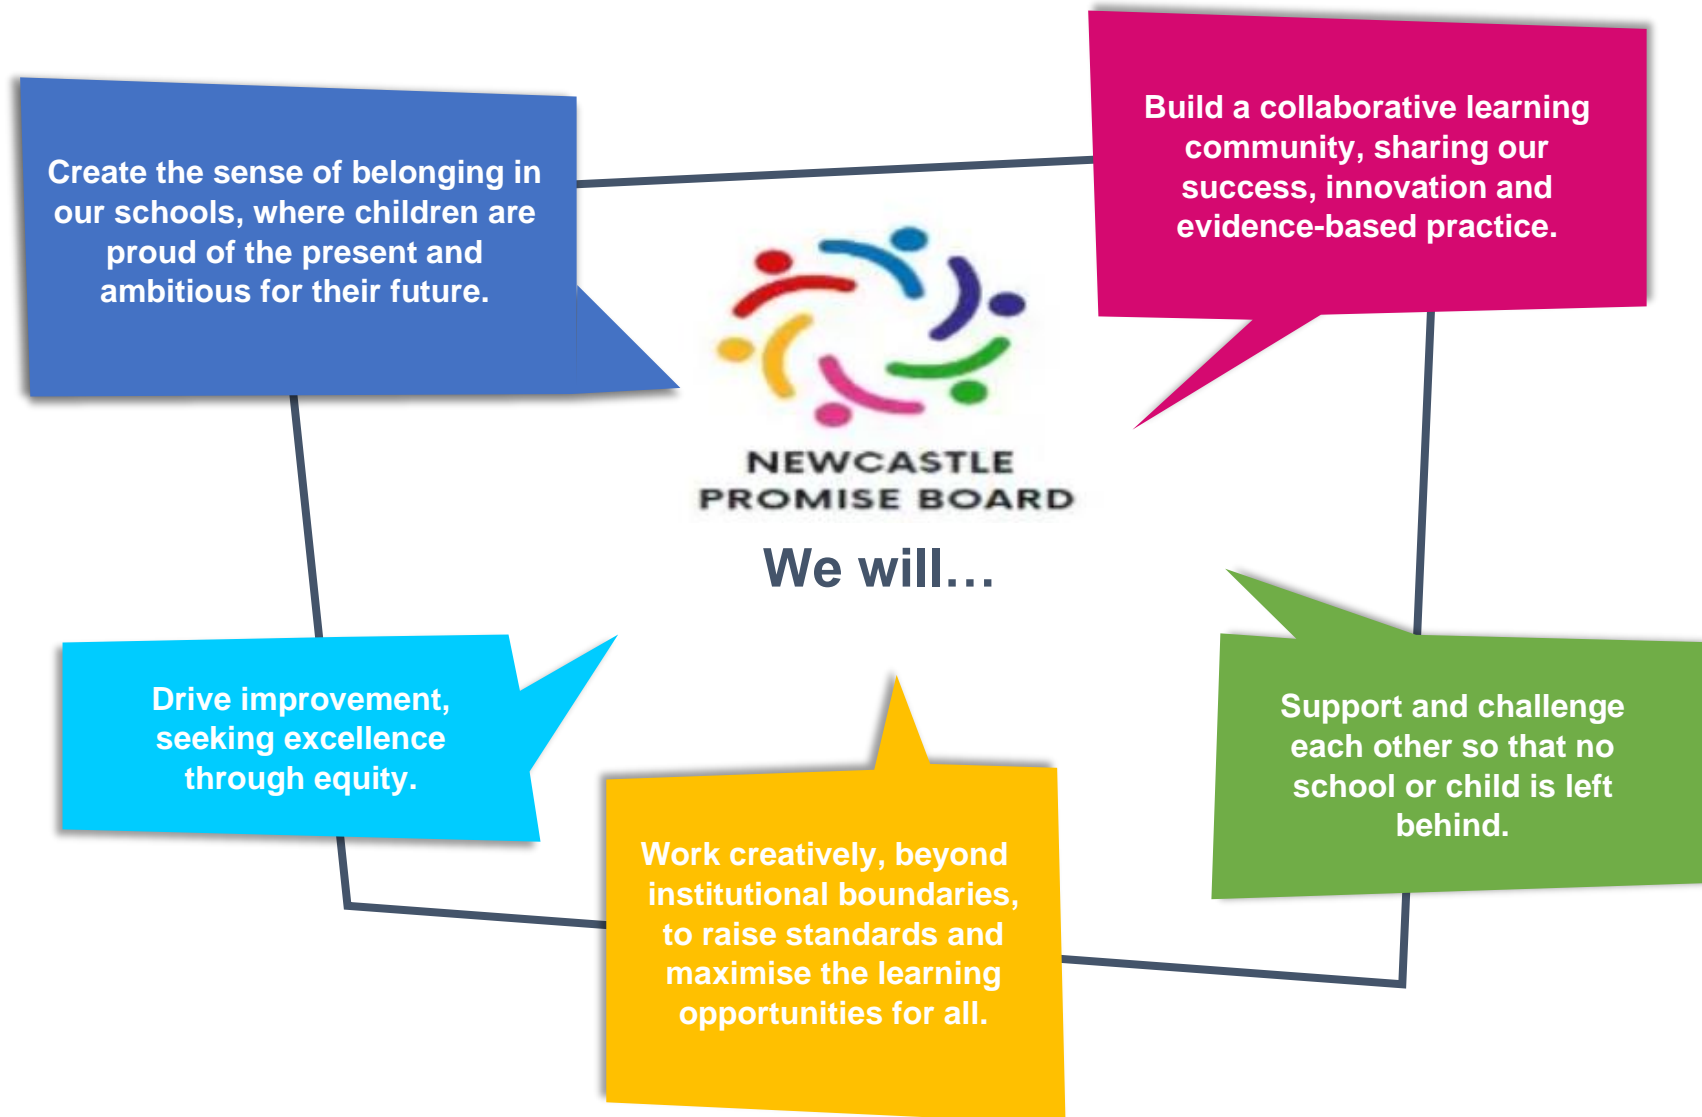 Create the sense of belonging in
our schools, where children are
proud of the present and
ambitious for their future.
Build a collaborative learning
community, sharing our
success, innovation and
evidence-based practice.
NEWCASTLE
PROMISE BOARD
We will…
Drive improvement,
seeking excellence
through equity.
Work creatively, beyond
institutional boundaries,
to raise standards and
maximise the learning
opportunities for all.
Support and challenge
each other so that no
school or child is left
behind.